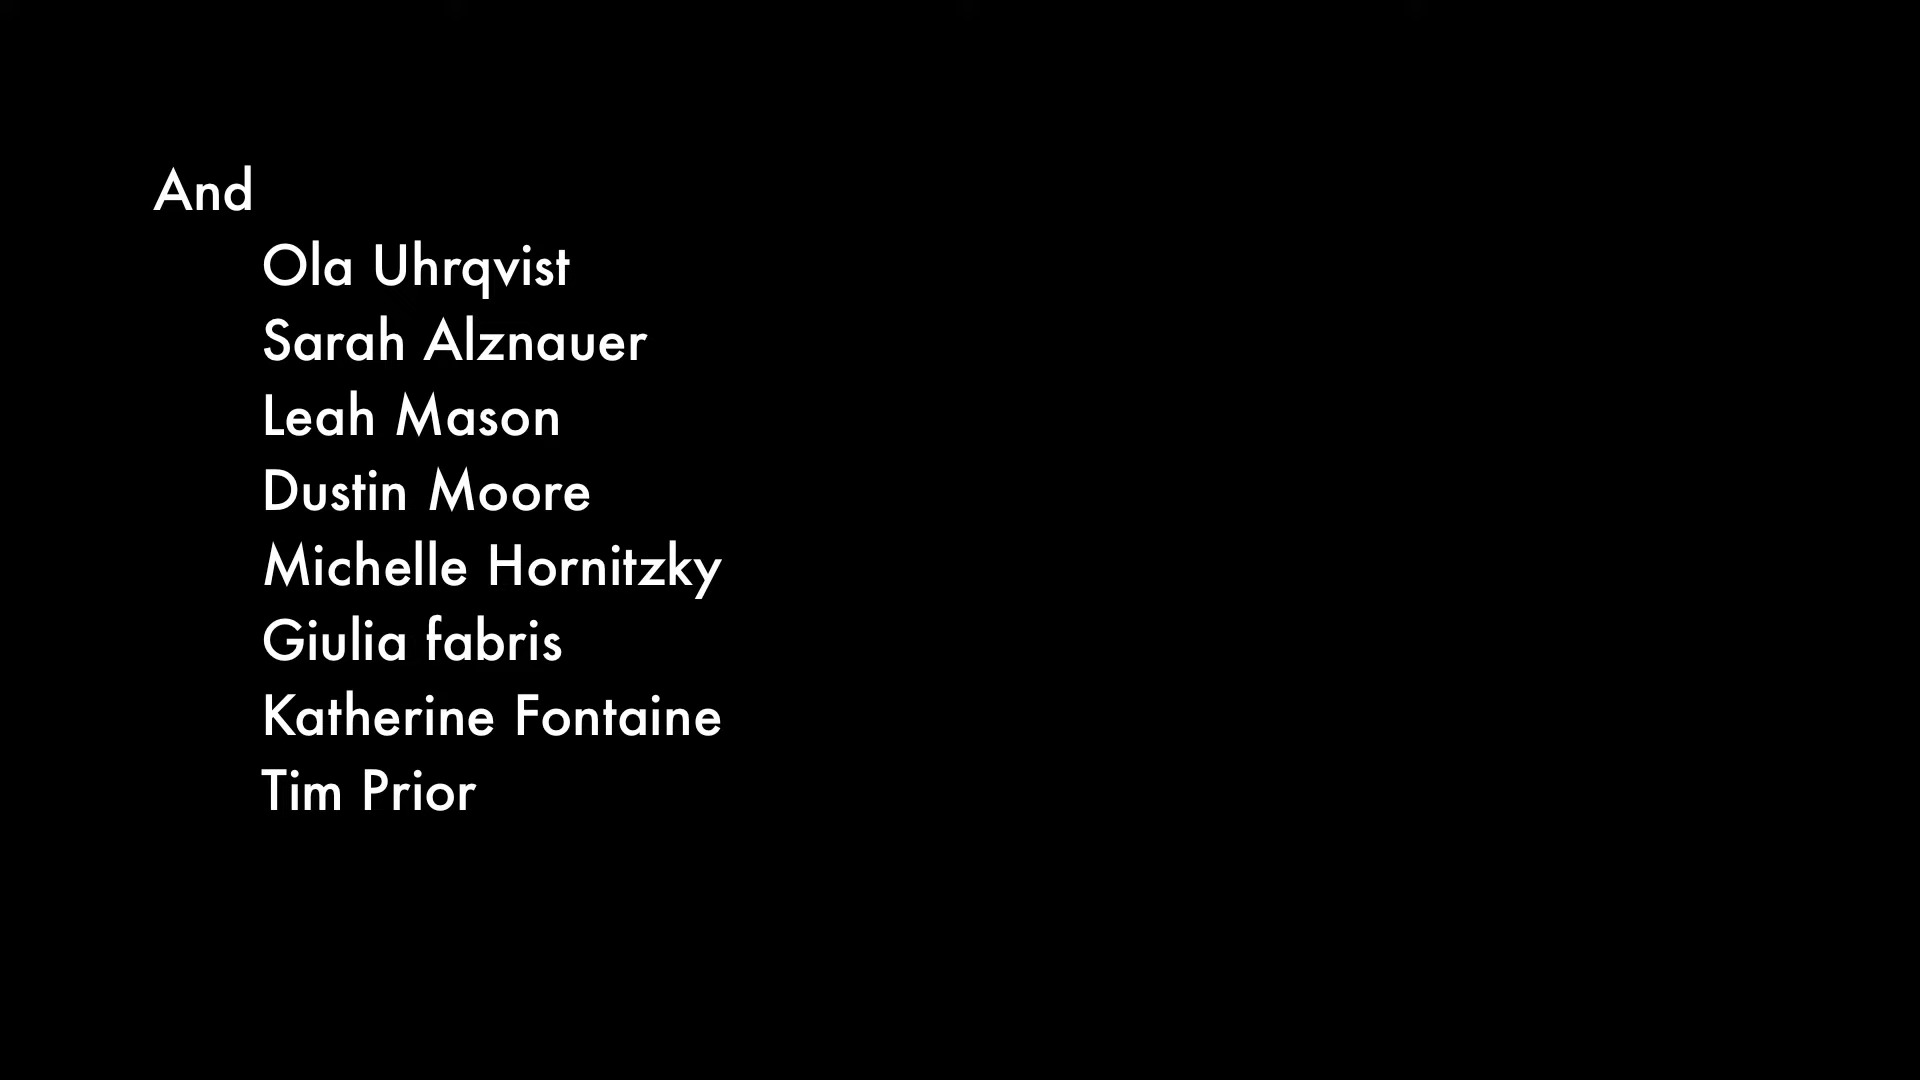 And
Ola Uhrqvist
Sarah Alznauer
Leah Mason
Dustin Moore
Michelle Hornitzky
Giulia fabris
Katherine Fontaine
Tim Prior